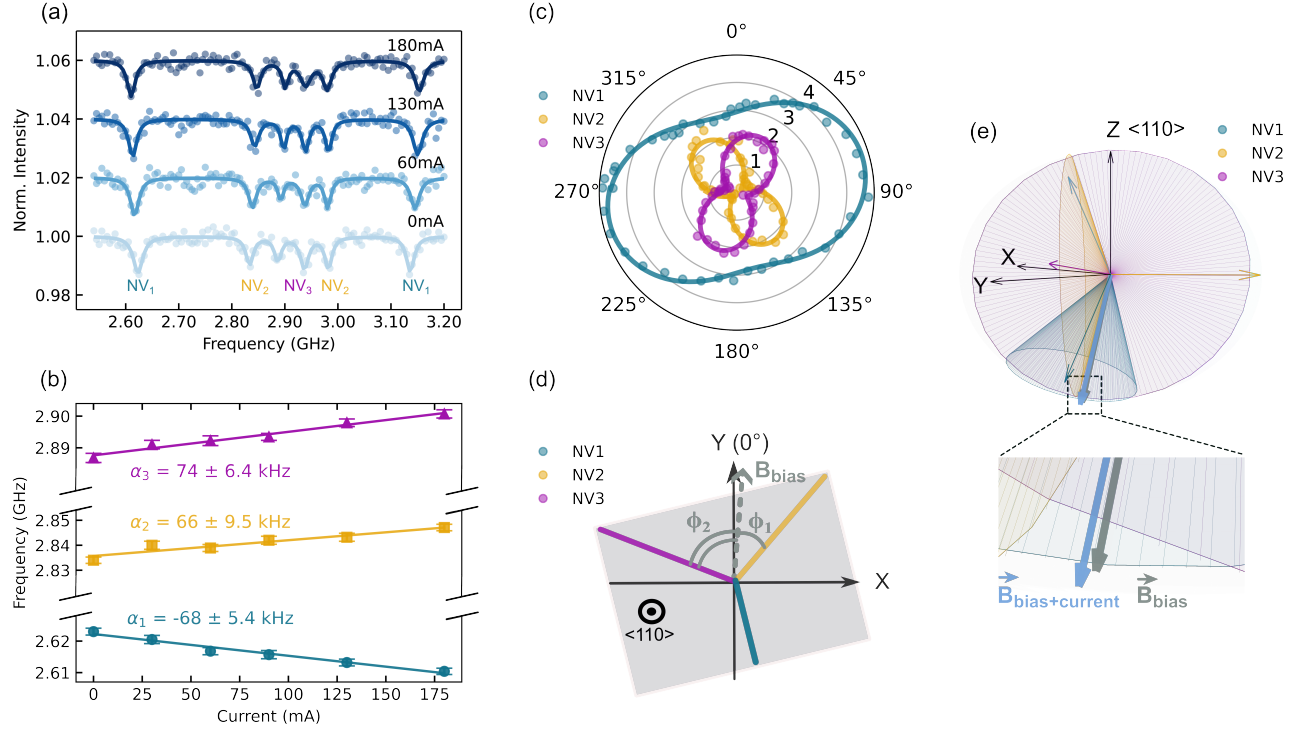 (a)
Norm. Intensity
1.06
1.04
1.02
1.00
0.98
180mA
130mA
60mA
0mA
NV1
NV2
NV3
NV2
NV1
2.60 2.70 2.80 2.90 3.00 3.10 3.20
Frequency (GHz)
(b)
Frequency (GHz)
2.90
2.89
α3 = 74 ± 6.4 kHz
2.85
2.84
2.83
α2 = 66 ± 9.5 kHz
2.62
2.61
α1 = -68 ± 5.4 kHz
0 25 50 75 100 125 150 175
Current (mA)
(c)
NV1
NV2
NV3
0°
45°
90°
135°
180°
225°
270°
315°
1
2
3
4
(d)
NV1
NV2
NV3
Y (0°)
Bbias
ϕ2
ϕ1
X
<110>
(e)
Z <110>
NV1
NV2
NV3
X
Y
Bbias+current
Bbias